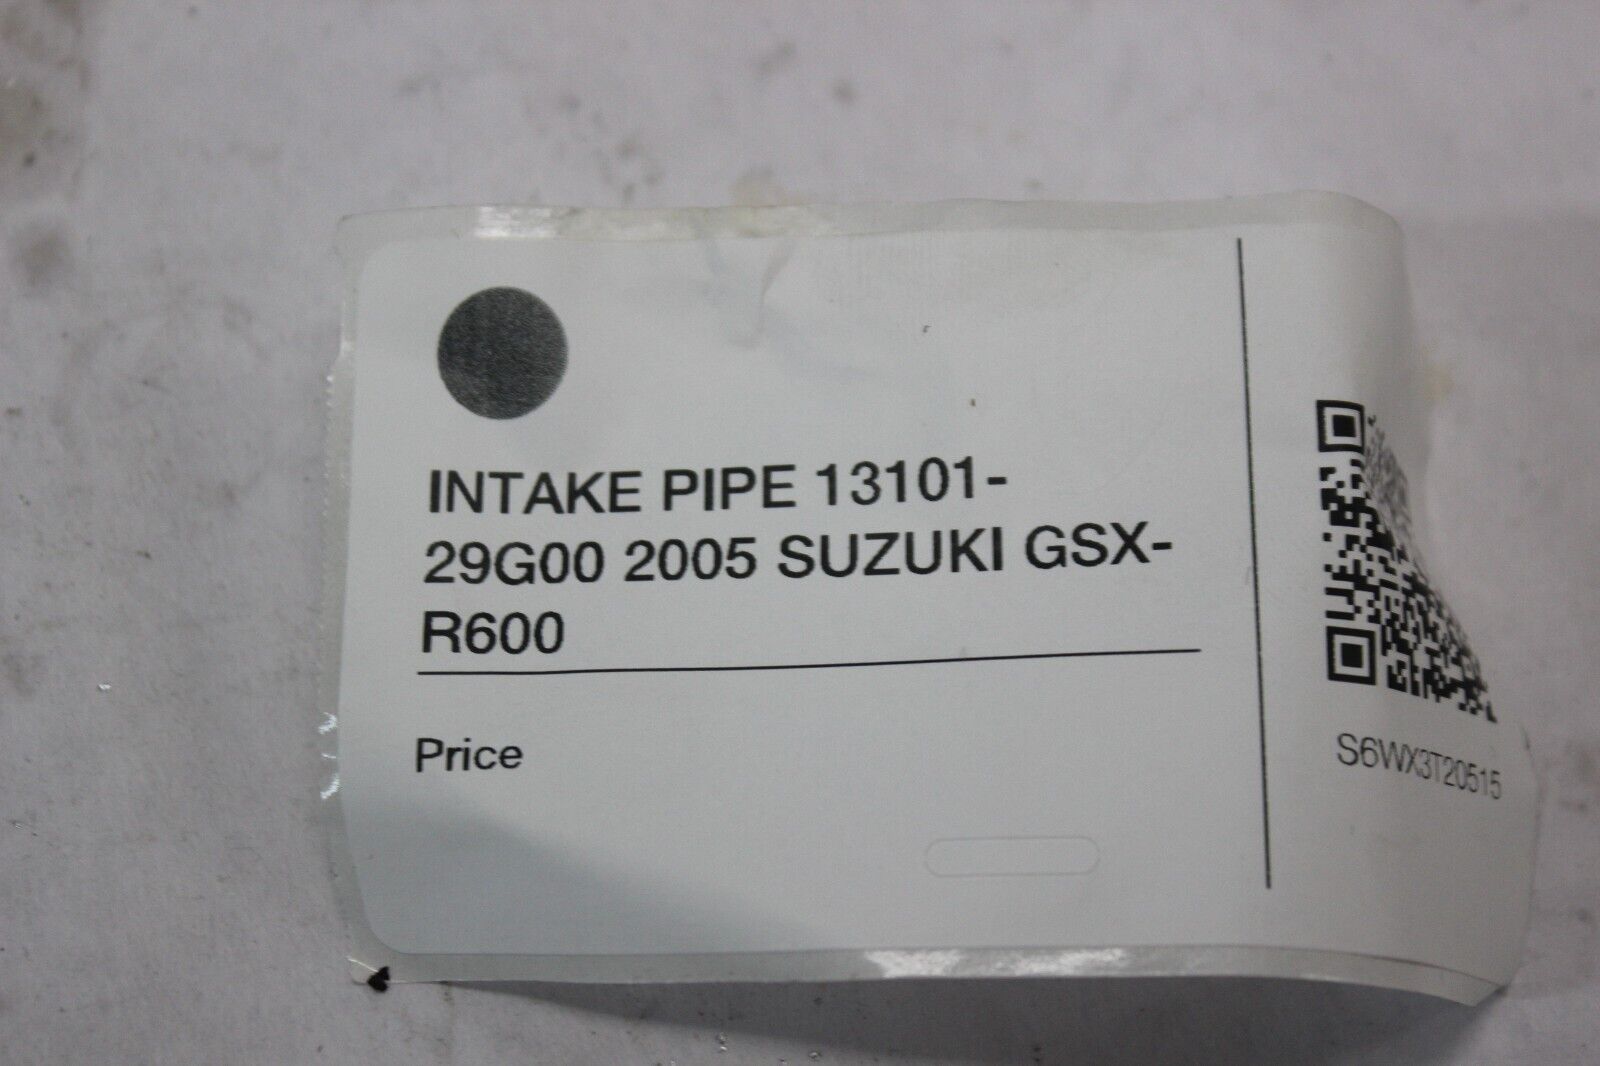 INTAKE PIPE 13101-
29G00 2005 SUZUKI GSX-
R600
Price
S6WX3T20515